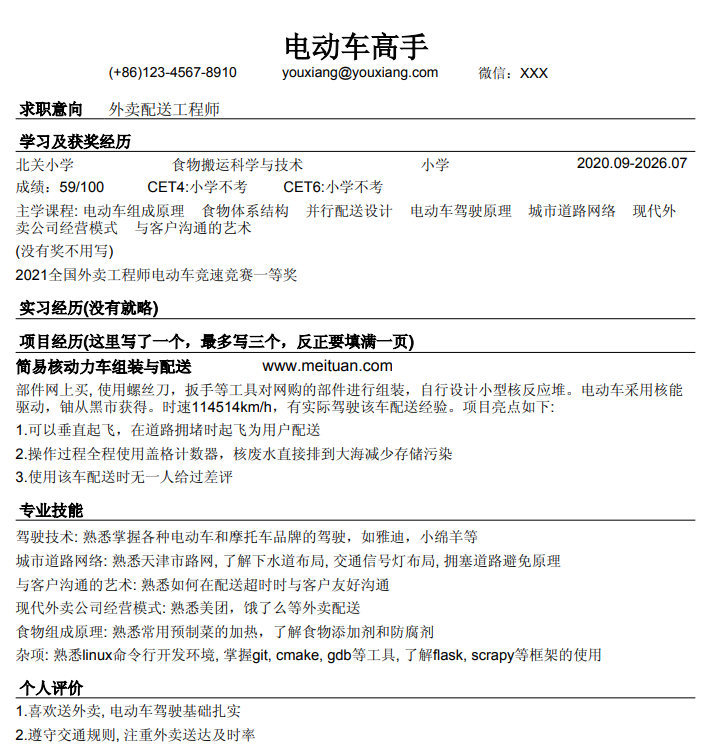 电动车高手
(+86)123-4567-8910 youxiang@youxiang.com 微信：XXX
求职意向 外卖配送工程师
学习及获奖经历
北关小学 食物搬运科学与技术 小学 2020.09-2026.07
成绩：59/100 CET4:小学不考 CET6:小学不考
主学课程: 电动车组成原理 食物体系结构 并行配送设计 电动车驾驶原理 城市道路网络 现代外
卖公司经营模式 与客户沟通的艺术
(没有奖不用写)
2021全国外卖工程师电动车竞速竞赛一等奖
实习经历(没有就略)
项目经历(这里写了一个，最多写三个，反正要填满一页)
简易核动力车组装与配送 www.meituan.com
部件网上买, 使用螺丝刀，扳手等工具对网购的部件进行组装，自行设计小型核反应堆。电动车采用核能
驱动，铀从黑市获得。时速114514km/h，有实际驾驶该车配送经验。项目亮点如下:
1.可以垂直起飞，在道路拥堵时起飞为用户配送
2.操作过程全程使用盖格计数器，核废水直接排到大海减少存储污染
3.使用该车配送时无一人给过差评
专业技能
驾驶技术: 熟悉掌握各种电动车和摩托车品牌的驾驶，如雅迪，小绵羊等
城市道路网络: 熟悉天津市路网, 了解下水道布局, 交通信号灯布局, 拥塞道路避免原理
与客户沟通的艺术: 熟悉如何在配送超时时与客户友好沟通
现代外卖公司经营模式: 熟悉美团，饿了么等外卖配送
食物组成原理: 熟悉常用预制菜的加热，了解食物添加剂和防腐剂
杂项: 熟悉linux命令行开发环境, 掌握git, cmake, gdb等工具, 了解flask, scrapy等框架的使用
个人评价
1.喜欢送外卖, 电动车驾驶基础扎实
2.遵守交通规则, 注重外卖送达及时率